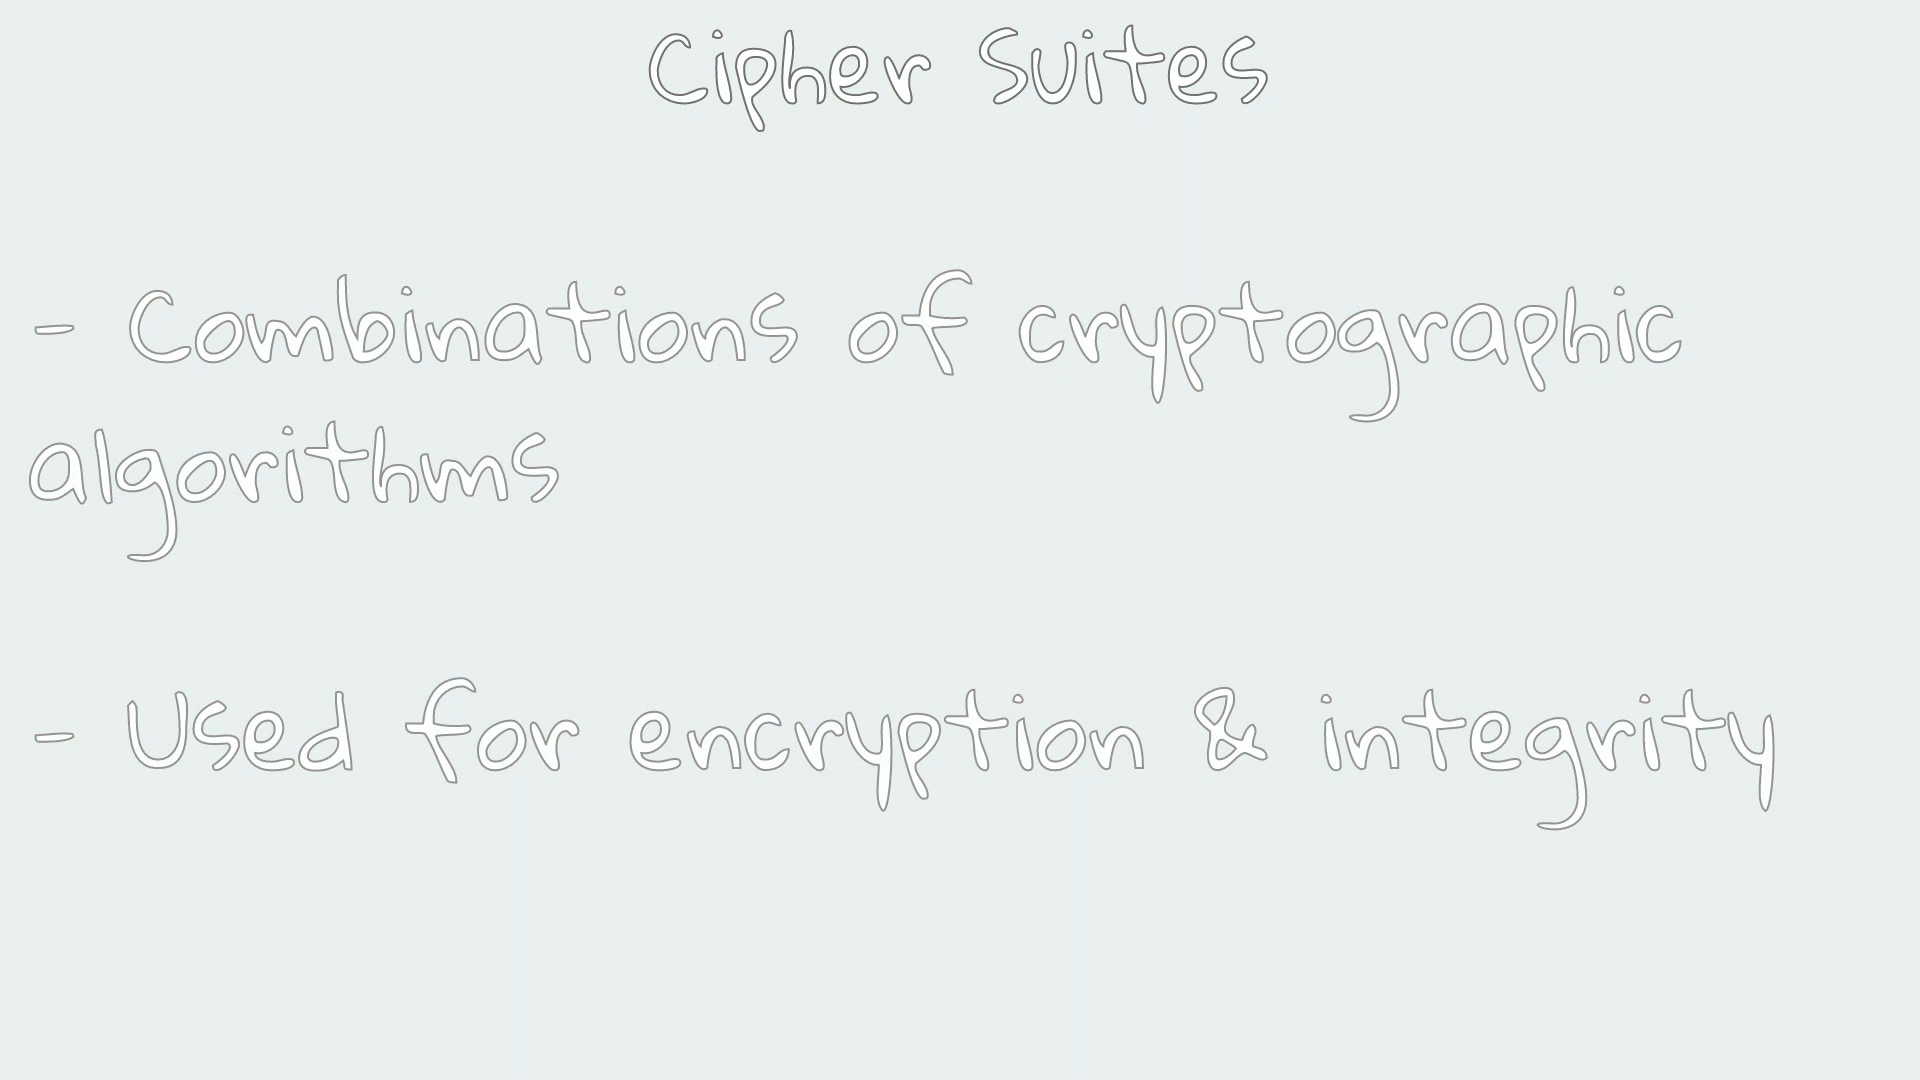 Cipher Suites
- Combinations of cryptographic
algorithms
- Used for encryption & integrity